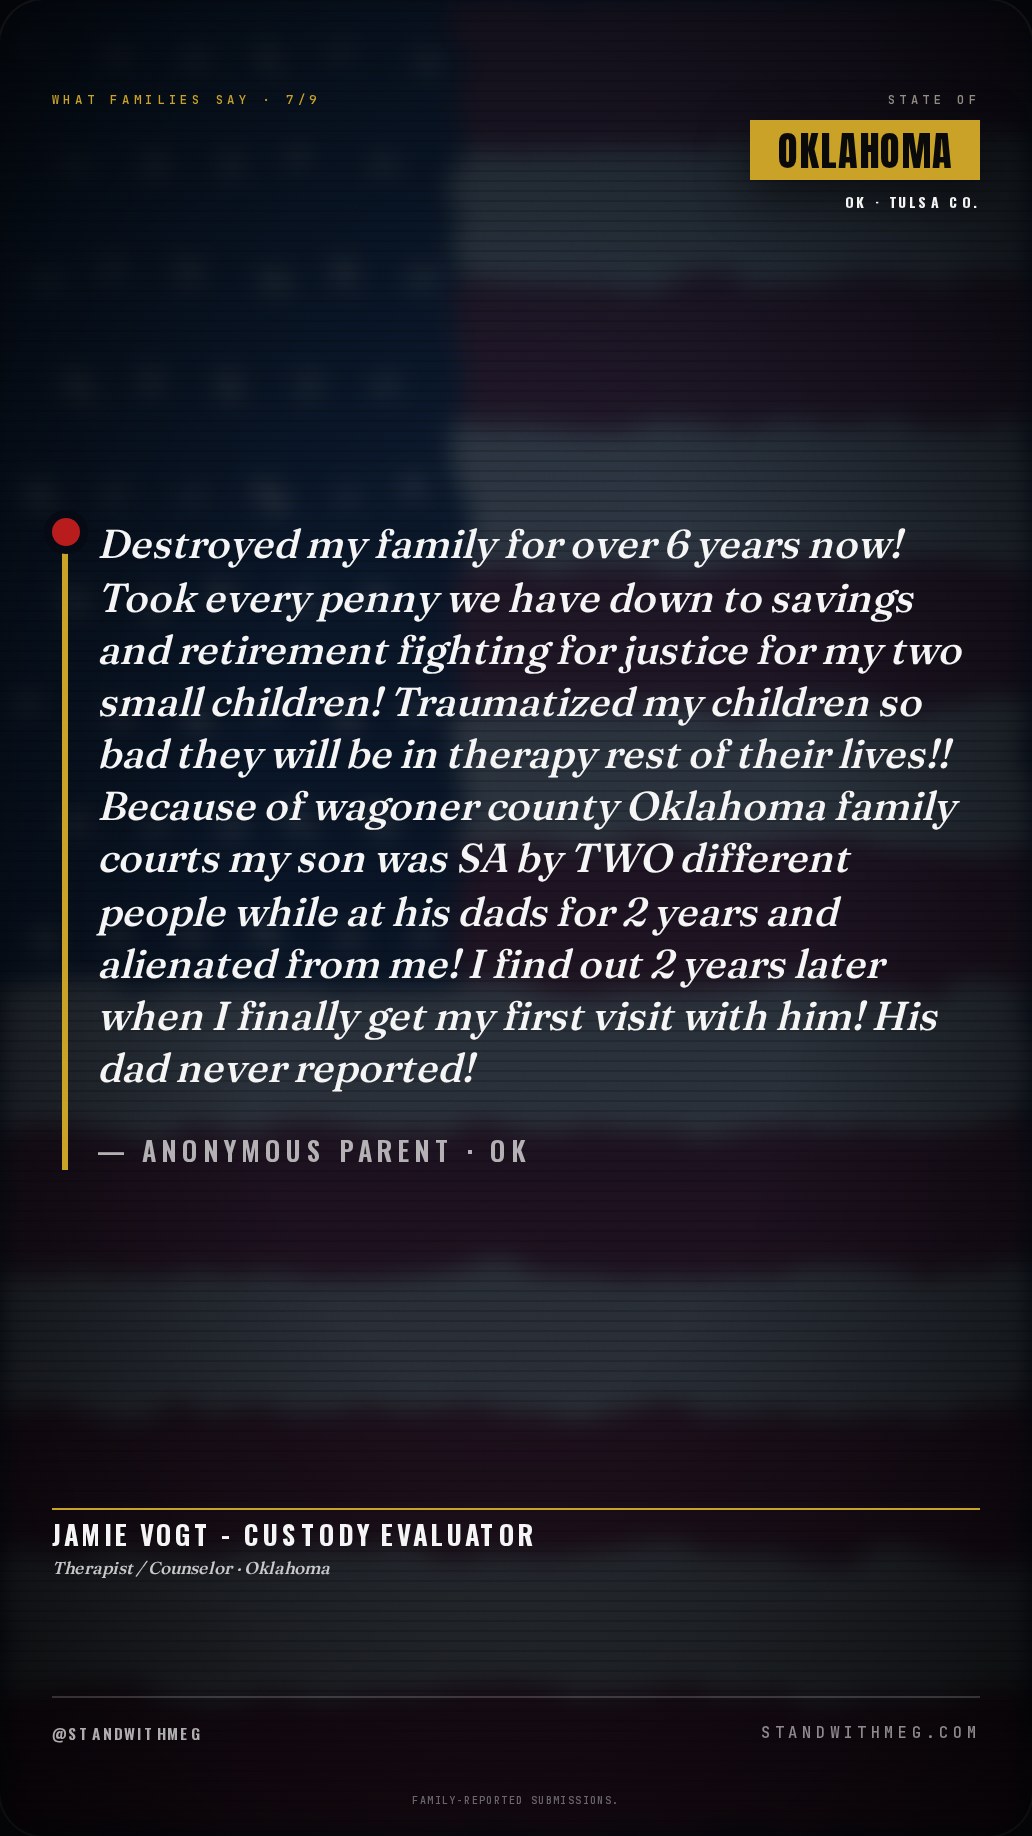 WHAT FAMILIES SAY · 7/9
STATE OF
OKLAHOMA
OK · TULSA CO.
Destroyed my family for over 6 years now!
Took every penny we have down to savings
and retirement fighting for justice for my two
small children! Traumatized my children so
bad they will be in therapy rest of their lives!!
Because of wagoner county Oklahoma family
courts my son was SA by TWO different
people while at his dads for 2 years and
alienated from me! I find out 2 years later
when I finally get my first visit with him! His
dad never reported!
— ANONYMOUS PARENT · OK
JAMIE VOGT - CUSTODY EVALUATOR
Therapist / Counselor · Oklahoma
@STANDWITHMEG
STANDWITHMEG.COM
FAMILY-REPORTED SUBMISSIONS.